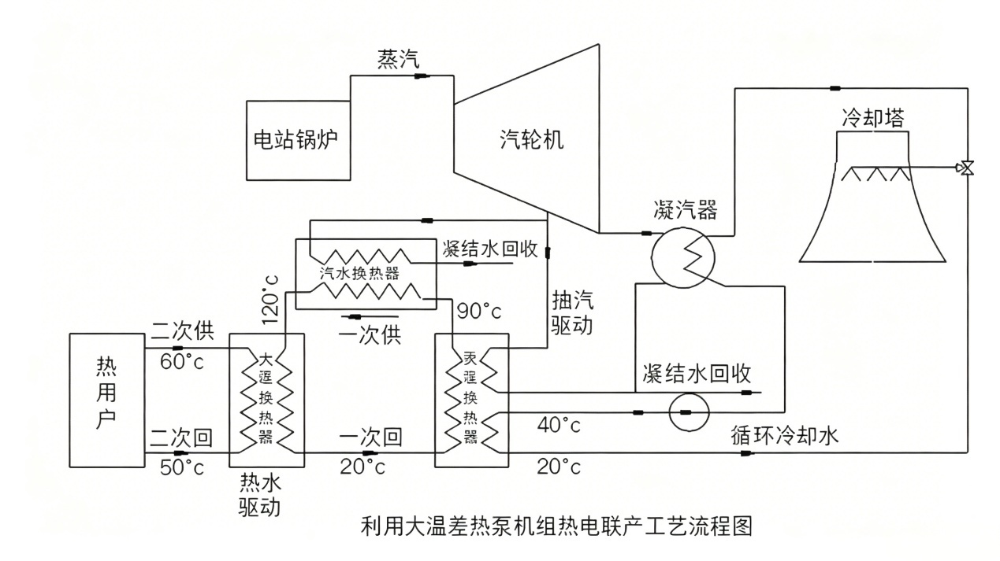 蒸汽
电站锅炉
汽轮机
冷却塔
凝汽器
凝结水回收
汽水换热器
120°c
90°c
抽汽
驱动
一次供
二次供
60°c
热
用
户
大
换
热
器
换
热
器
凝结水回收
40°c
循环冷却水
二次回
50°c
一次回
20°c
20°c
热水
驱动
利用大温差热泵机组热电联产工艺流程图